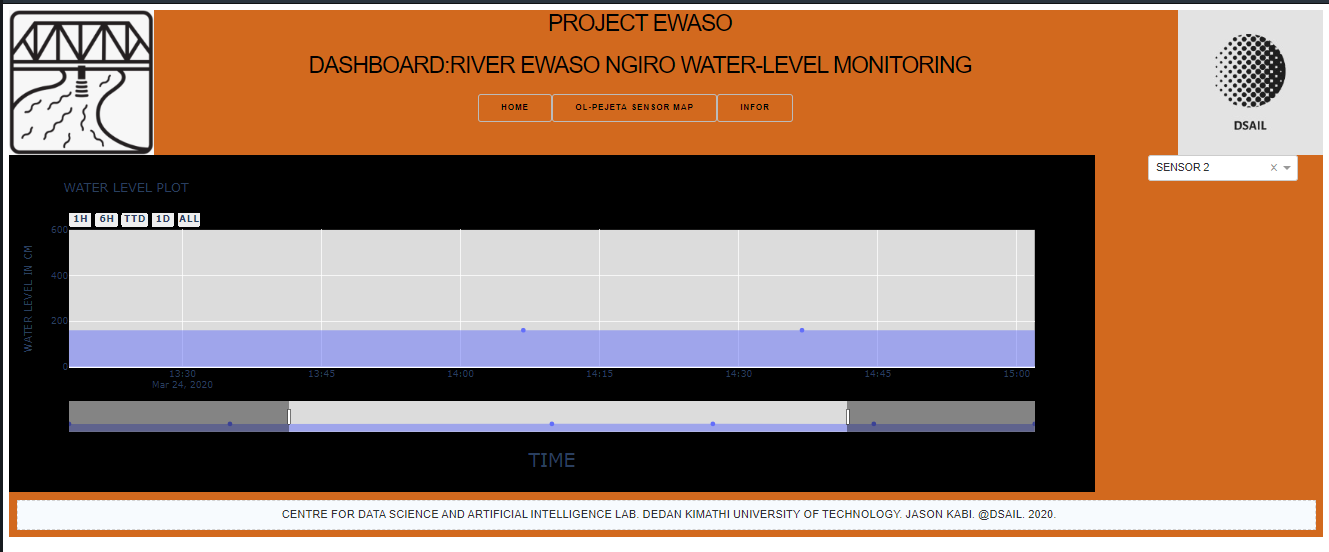 PROJECT EWASO
DASHBOARD:RIVER EWASO NGIRO WATER-LEVEL MONITORING
HOME OL-PEJETA SENSOR MAP INFOR
DSAIL
SENSOR 2 x
WATER LEVEL PLOT
1H 6H TTD 1D ALL
WATER LEVEL IN CM
600
400
200
0
13:30 13:45 14:00 14:15 14:30 14:45 15:00
Mar 24, 2020
TIME
CENTRE FOR DATA SCIENCE AND ARTIFICIAL INTELLIGENCE LAB. DEDAN KIMATHI UNIVERSITY OF TECHNOLOGY. JASON KABI. @DSAIL. 2020.